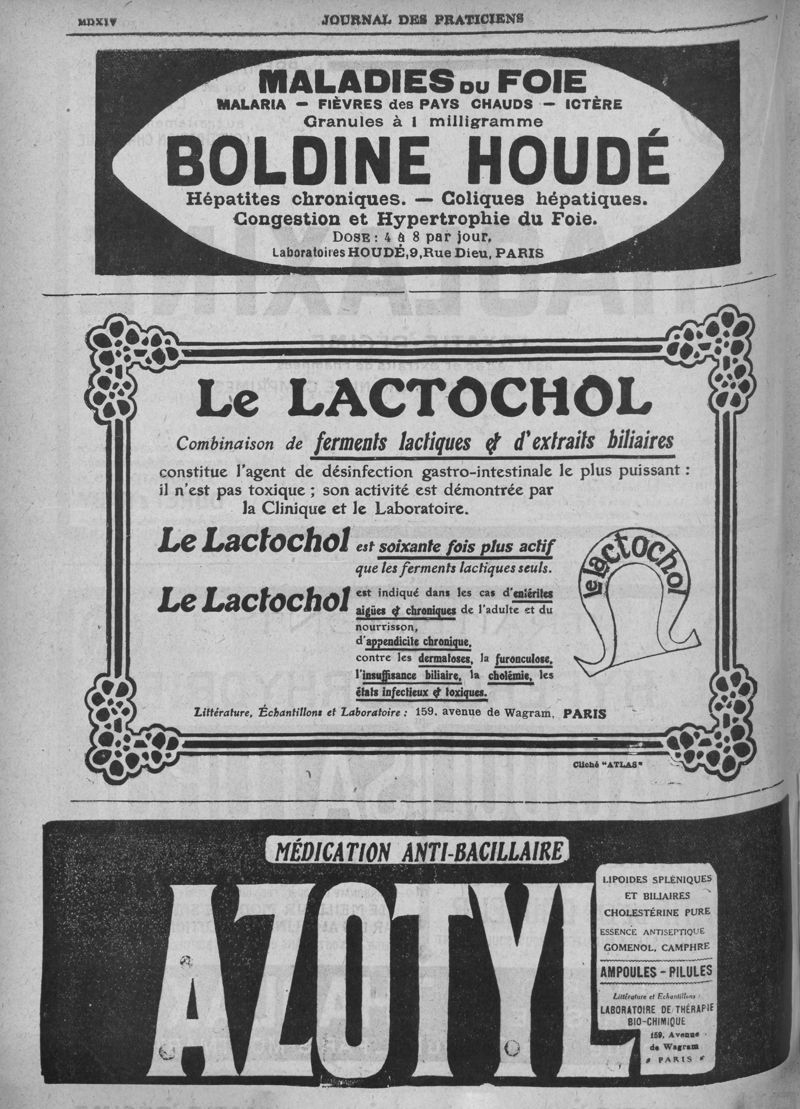 MDXIV
JOURNAL DES PRATICIENS
MALADIES DU FOIE
MALARIA — FIÈVRES des PAYS CHAUDS — ICTÈRE
Granules à 1 milligramme
BOLDINE HOUDÉ
Hépatites chroniques. — Coliques hépatiques.
Congestion et Hypertrophie du Foie.
DOSE : 4 à 8 par jour,
Laboratoires HOUDÉ, 9, Rue Dieu, PARIS
Le LACTOCHOL
Combinaison de ferments lactiques & d'extraits biliaires
constitue l'agent de désinfection gastro-intestinale le plus puissant :
il n'est pas toxique ; son activité est démontrée par
la Clinique et le Laboratoire.
Le Lactochol est soixante fois plus actif
que les ferments lactiques seuls.
Le Lactochol est indiqué dans les cas d'entérites
aigües & chroniques de l'adulte et du
nourrisson,
d'appendicite chronique,
contre les dermatoses, la furonculose,
l'insuffisance biliaire, la cholémie, les
états infectieux & toxiques.
le lactochol
Littérature, Échantillons et Laboratoire : 159, avenue de Wagram, PARIS
Cliché "ATLAS"
MÉDICATION ANTI-BACILLAIRE
AZOTYL
LIPOIDES SPLÉNIQUES
ET BILIAIRES
CHOLESTÉRINE PURE
ESSENCE ANTISEPTIQUE
GOMENOL, CAMPHRE
AMPOULES - PILULES
Littérature et Echantillons :
LABORATOIRE DE THÉRAPIE
BIO-CHIMIQUE
159, Avenue
de Wagram
PARIS